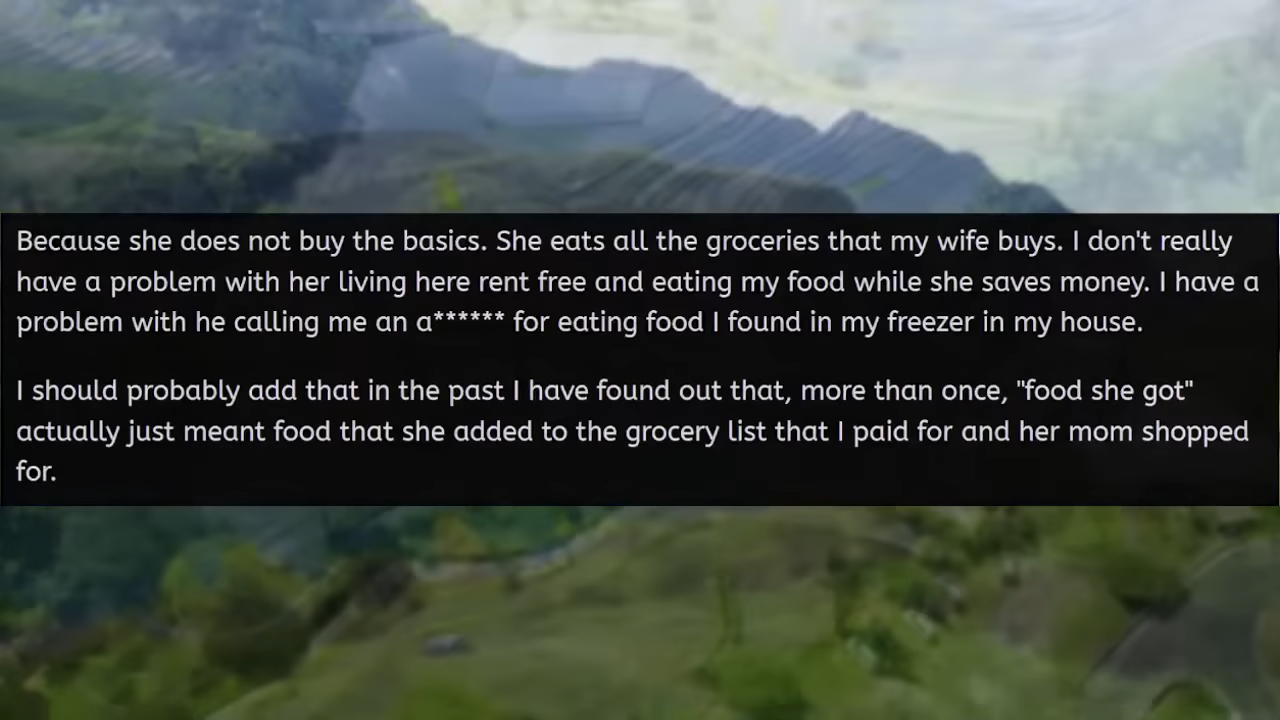 Because she does not buy the basics. She eats all the groceries that my wife buys. I don't really
have a problem with her living here rent free and eating my food while she saves money. I have a
problem with he calling me an a****** for eating food I found in my freezer in my house.
I should probably add that in the past I have found out that, more than once, "food she got"
actually just meant food that she added to the grocery list that I paid for and her mom shopped
for.